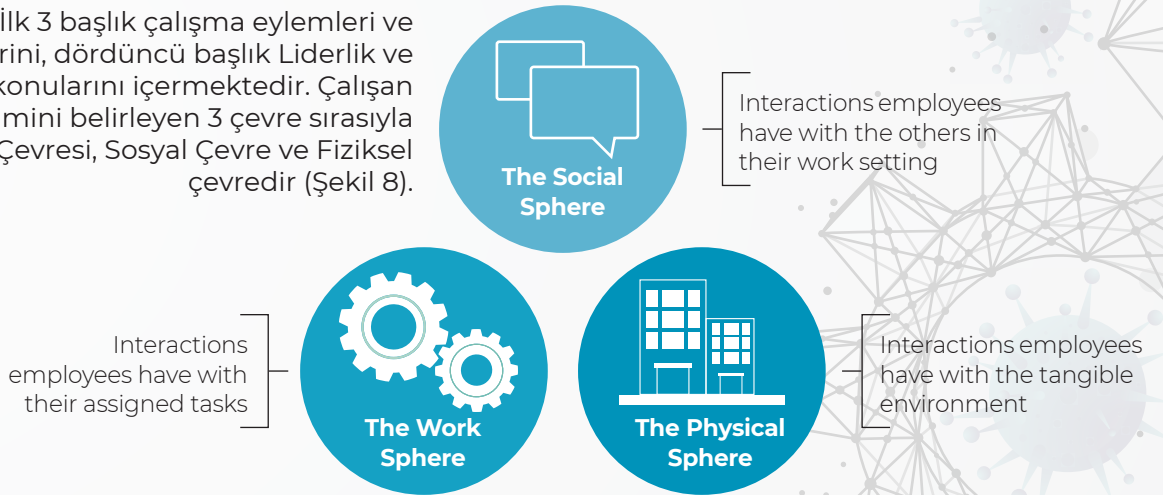 İlk 3 başlık çalışma eylemleri ve
dördüncü başlık Liderlik ve
konularını içermektedir. Çalışan
belirleyen 3 çevre sırasıyla
Çevresi, Sosyal Çevre ve Fiziksel
çevredir (Şekil 8).
The Social
Sphere
Interactions employees
have with the others in
their work setting
Interactions
employees have with
their assigned tasks
The Work
Sphere
The Physical
Sphere
Interactions employees
have with the tangible
environment